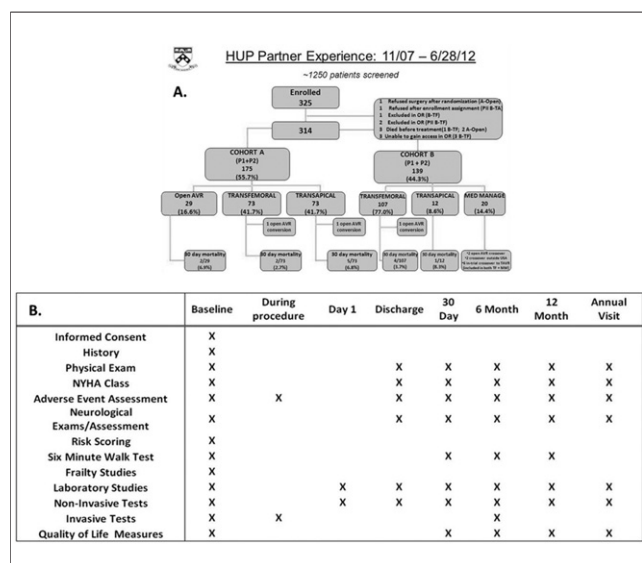 HUP Partner Experience: 11/07 – 6/28/12
~1250 patients screened
A.
Enrolled
325
1 Refused surgery after randomisation (A-Open)
1 Refused after enrollment assignment (PII B-TA)
1 Excluded in OR (B-TF)
2 Excluded in OR (PII B-TF)
3 Died before treatment(1 B-TF; 2 A-Open)
3 Unable to gain access in OR (3 B-TF)
314
COHORT A
(P1+P2)
175
(55.7%)
COHORT B
(P1 + P2)
139
(44.3%)
Open AVR
29
(16.6%)
TRANSFEMORAL
73
(41.7%)
TRANSAPICAL
73
(41.7%)
TRANSFEMORAL
107
(77.0%)
TRANSAPICAL
12
(8.6%)
MED MANAGE
20
(14.4%)
1 open AVR
conversion
1 open AVR
conversion
1 open AVR
conversion
30 day mortality
2/29
(6.9%)
30 day mortality
2/73
(2.7%)
30 day mortality
5/73
(6.8%)
30 day mortality
4/107
(3.7%)
30 day mortality
1/12
(8.3%)
B.
Baseline During procedure Day 1 Discharge 30 Day 6 Month 12 Month Annual Visit
Informed Consent X
History X
Physical Exam X X X X X X
NYHA Class X X X X X X
Adverse Event Assessment X X X X X X X
Neurological Exams/Assessment X X X X X X
Risk Scoring X
Six Minute Walk Test X X X X
Frailty Studies X
Laboratory Studies X X X X X X X
Non-Invasive Tests X X X X X X X
Invasive Tests X X X
Quality of Life Measures X X X X X